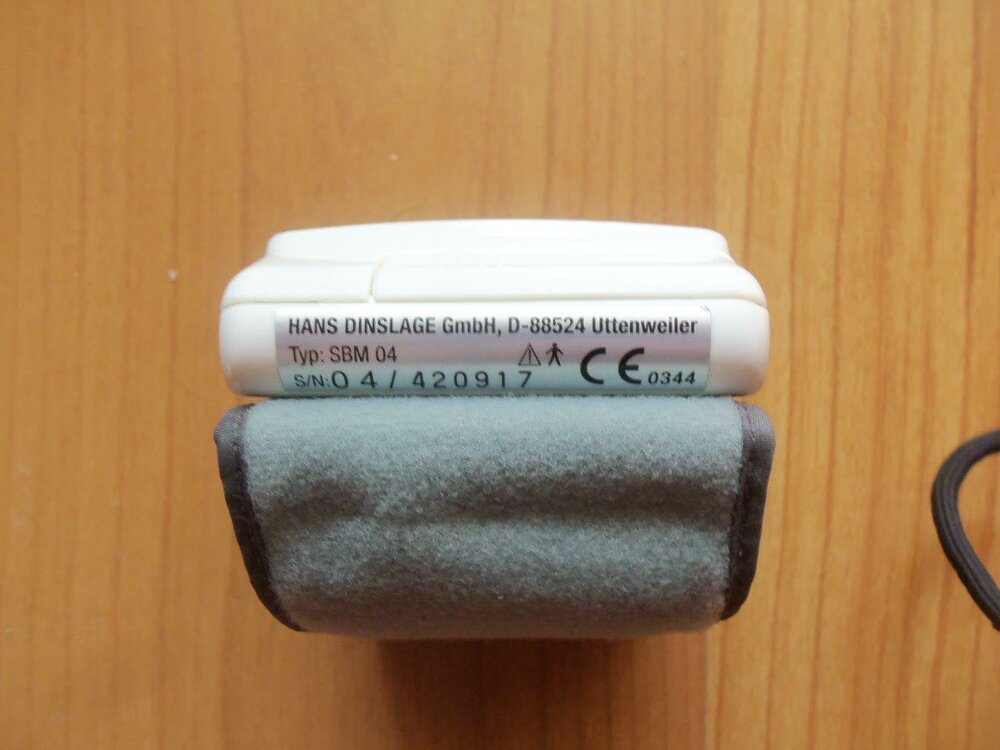 HANS DINSLAGE GmbH, D-88524 Uttenweiler
Typ: SBM 04
S/N:04/420917
CE 0344